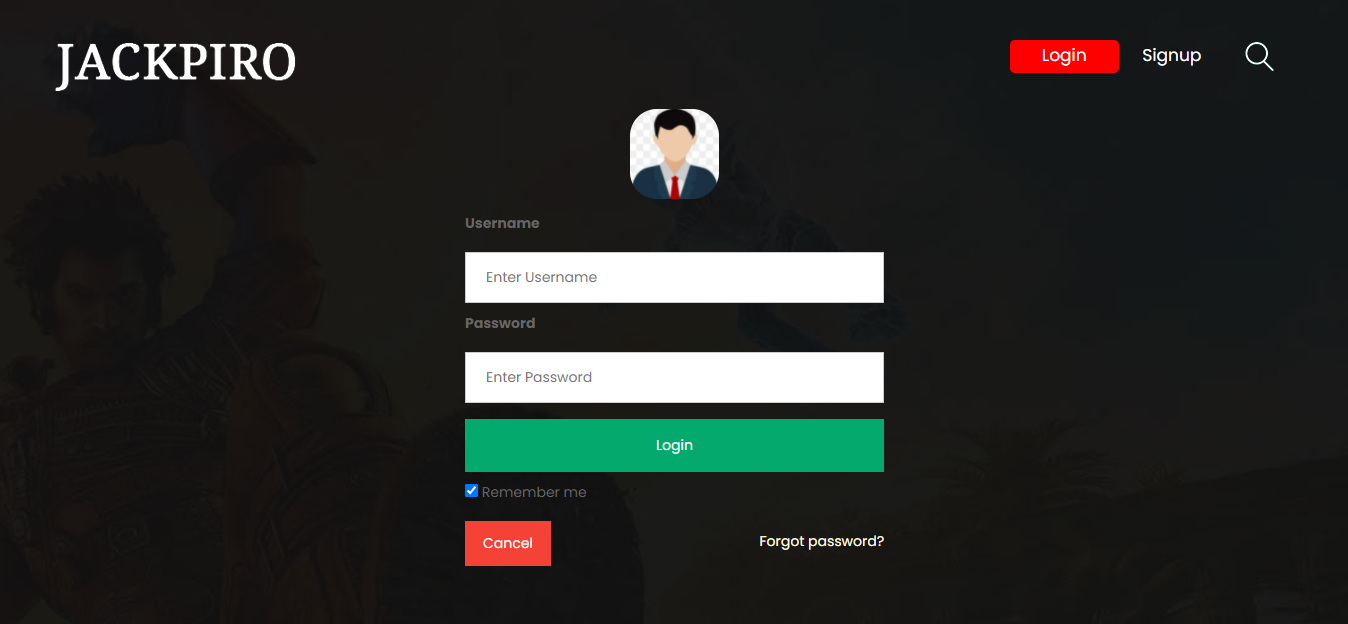 JACKPIRO
Login
Signup
Username
Enter Username
Password
Enter Password
Login
Remember me
Cancel
Forgot password?